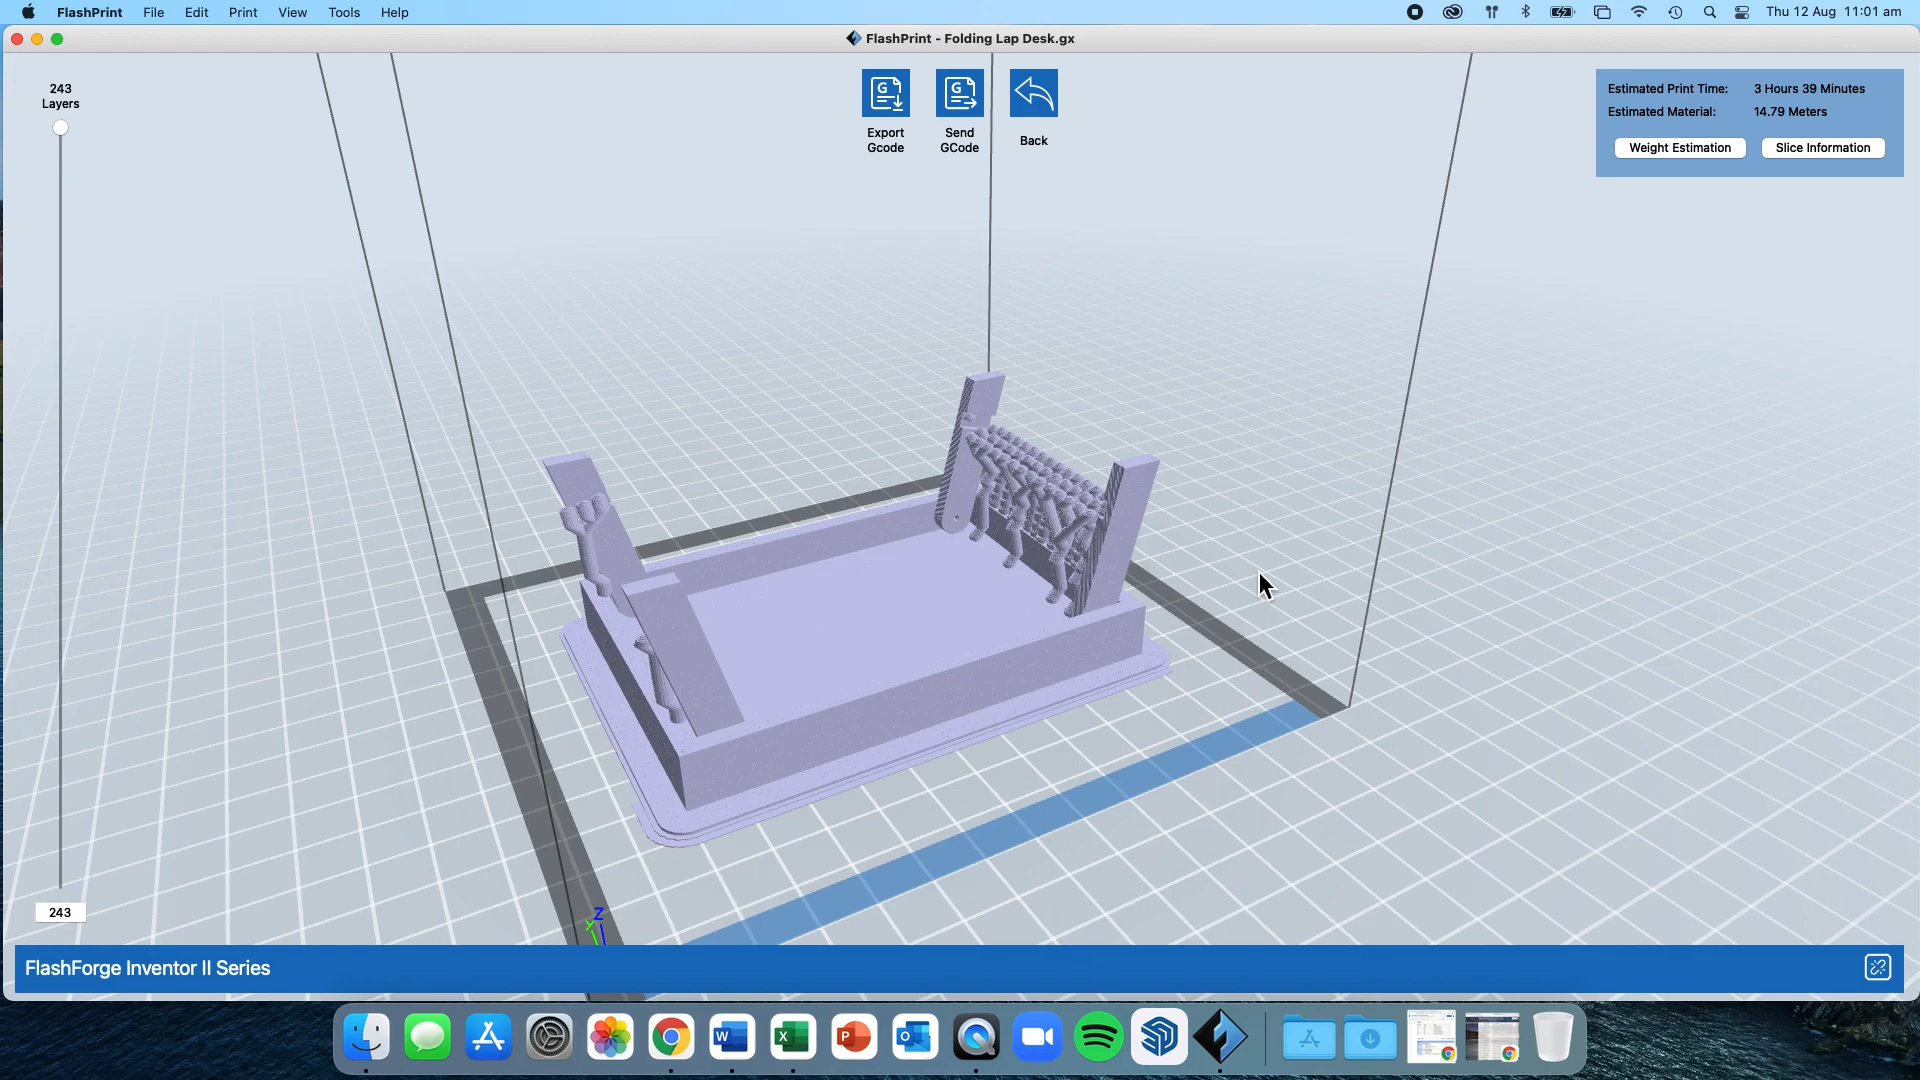 FlashPrint File Edit Print View Tools Help
Thu 12 Aug 11:01 am
FlashPrint - Folding Lap Desk.gx
243
Layers
G
G
Export
Gcode
Send
GCode
Back
Estimated Print Time: 3 Hours 39 Minutes
Estimated Material: 14.79 Meters
Weight Estimation Slice Information
243
Z
Y
FlashForge Inventor II Series
W
X
P
O